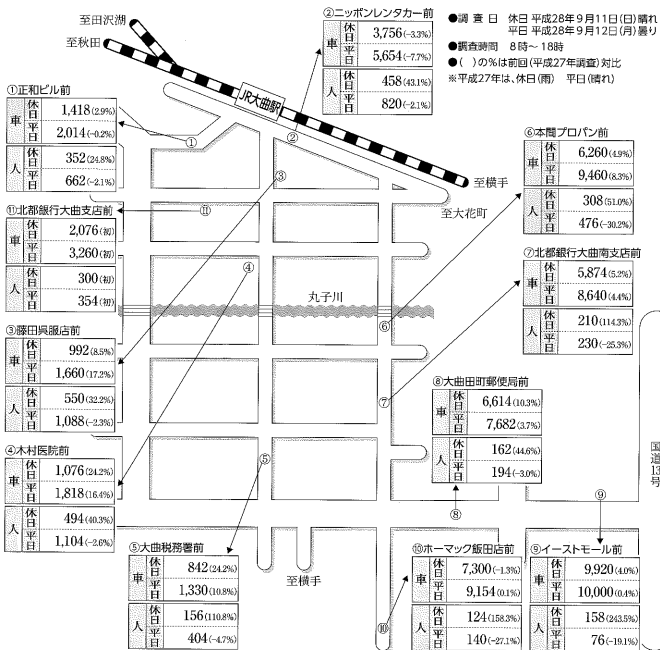 至田沢湖
至秋田
JR大曲駅
至横手
至大花町
丸子川
国道13号
至横手
●調査日 休日 平成28年9月11日(日)晴れ
平日 平成28年9月12日(月)曇り
●調査時間 8時~18時
●( )の%は前回(平成27年調査)対比
※平成27年は、休日(雨) 平日(晴れ)
①正和ビル前
車 休日 1,418(2.9%)
平日 2,014(-0.2%)
人 休日 352(24.8%)
平日 662(-2.1%)
②ニッポンレンタカー前
車 休日 3,756(-3.3%)
平日 5,654(-7.7%)
人 休日 458(43.1%)
平日 820(-2.1%)
⑪北都銀行大曲支店前
2,076(初)
3,260(初)
人 休日 300(初)
平日 354(初)
車 休日
平日
③藤田呉服店前
車 休日 992(8.5%)
平日 1,660(17.2%)
人 休日 550(32.2%)
平日 1,088(-2.3%)
④木村医院前
車 休日 1,076(24.2%)
平日 1,818(16.4%)
人 休日 494(40.3%)
平日 1,104(-2.6%)
⑤大曲税務署前
車 休日 842(24.2%)
平日 1,330(10.8%)
人 休日 156(110.8%)
平日 404(-4.7%)
⑥本間プロパン前
車 休日 6,260(4.9%)
平日 9,460(8.3%)
人 休日 308(51.0%)
平日 476(-30.2%)
⑦北都銀行大曲南支店前
車 休日 5,874(5.2%)
平日 8,640(4.4%)
人 休日 210(114.3%)
平日 230(-25.3%)
⑧大曲田町郵便局前
車 休日 6,614(10.3%)
平日 7,682(3.7%)
人 休日 162(44.6%)
平日 194(-3.0%)
⑩ホーマック飯田店前
車 休日 7,300(-1.3%)
平日 9,154(0.1%)
人 休日 124(158.3%)
平日 140(-27.1%)
⑨イーストモール前
車 休日 9,920(4.0%)
平日 10,000(0.4%)
人 休日 158(243.5%)
平日 76(-19.1%)
①
②
③
⑪
④
⑥
⑦
⑤
⑧
⑨
⑩